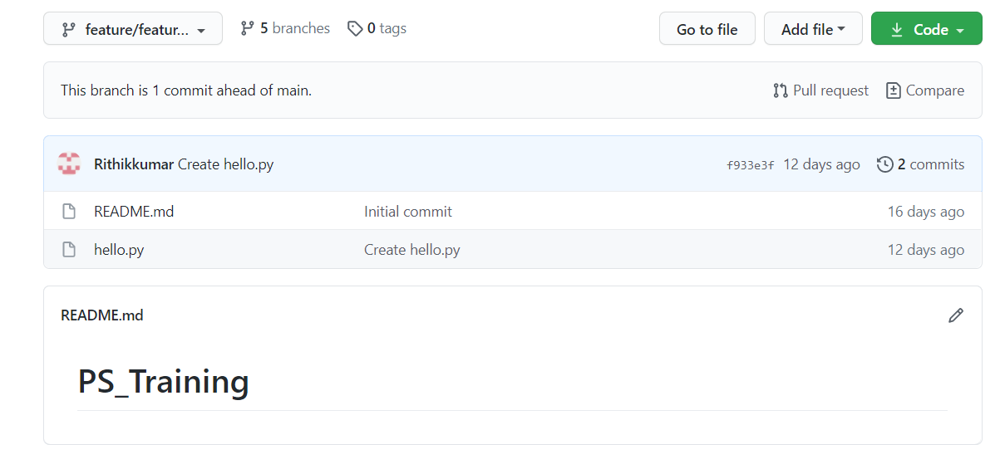 feature/featur... 5 branches 0 tags Go to file Add file Code
This branch is 1 commit ahead of main. Pull request Compare
Rithikkumar Create hello.py f933e3f 12 days ago 2 commits
README.md Initial commit 16 days ago
hello.py Create hello.py 12 days ago
README.md
PS_Training